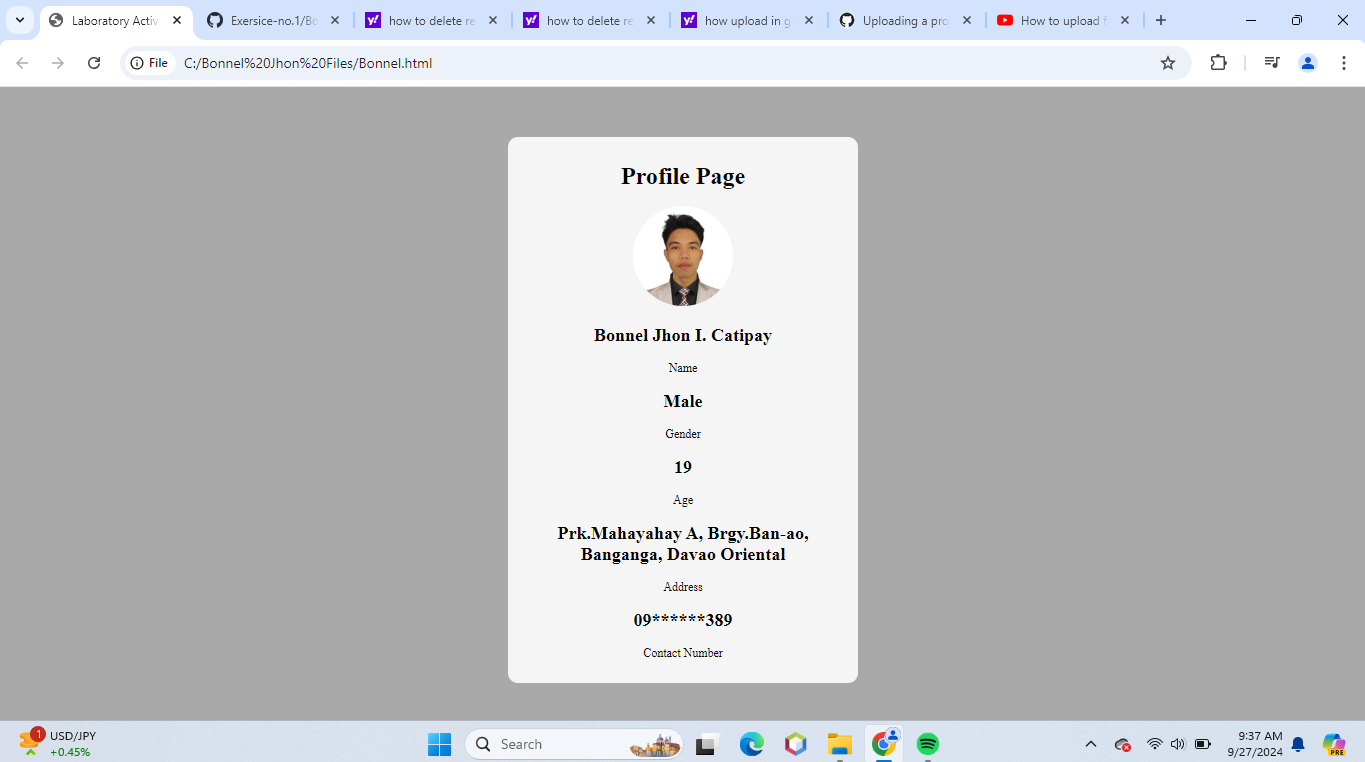 Laboratory Activ
Exersice-no.1/Bo
how to delete re
how to delete re
how upload in g
Uploading a pro
How to upload f
File
C:/Bonnel%20Jhon%20Files/Bonnel.html
Profile Page
Bonnel Jhon I. Catipay
Name
Male
Gender
19
Age
Prk.Mahayahay A, Brgy.Ban-ao,
Banganga, Davao Oriental
Address
09******389
Contact Number
1
USD/JPY
+0.45%
Search
9:37 AM
9/27/2024
PRE